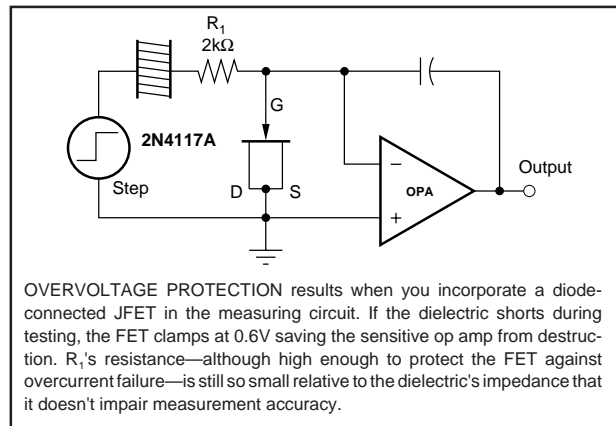 R1
2kΩ
G
2N4117A
Step
D
S
−
OPA
+
Output
OVERVOLTAGE PROTECTION results when you incorporate a diode-
connected JFET in the measuring circuit. If the dielectric shorts during
testing, the FET clamps at 0.6V saving the sensitive op amp from destruc-
tion. R1's resistance—although high enough to protect the FET against
overcurrent failure—is still so small relative to the dielectric's impedance that
it doesn't impair measurement accuracy.